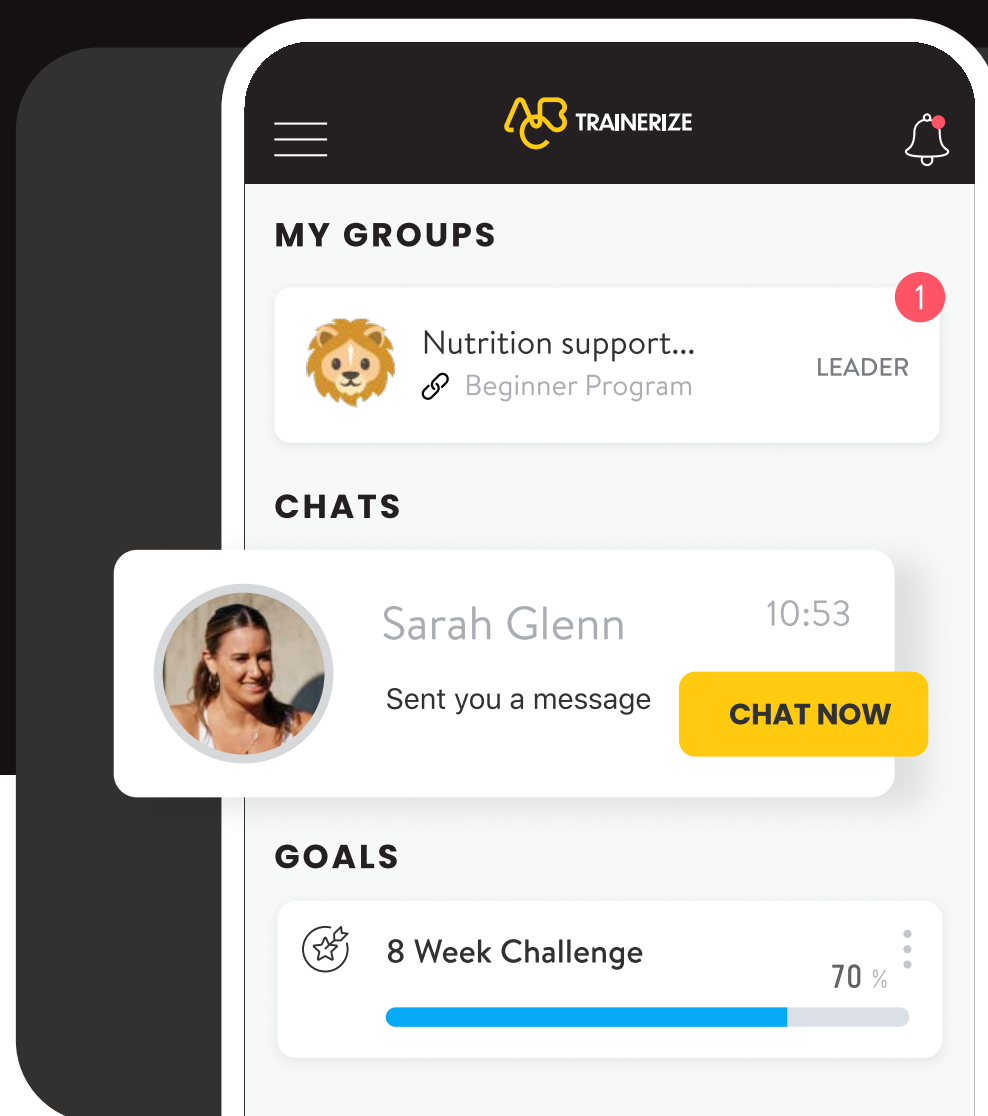 ABC TRAINERIZE
MY GROUPS
1
Nutrition support...
Beginner Program
LEADER
CHATS
Sarah Glenn
10:53
Sent you a message
CHAT NOW
GOALS
8 Week Challenge
70 %